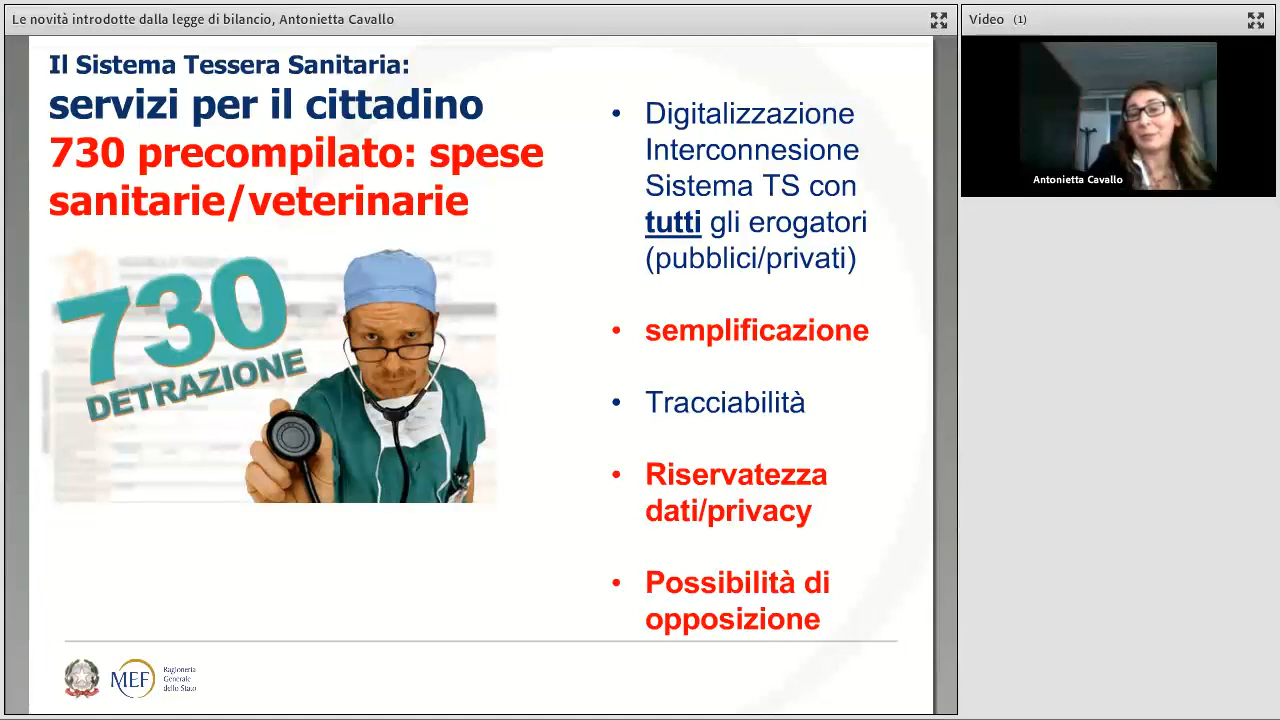 Le novità introdotte dalla legge di bilancio, Antonietta Cavallo
Video (1)
Il Sistema Tessera Sanitaria:
servizi per il cittadino
730 precompilato: spese
sanitarie/veterinarie
730
DETRAZIONE
• Digitalizzazione
Interconnesione
Sistema TS con
tutti gli erogatori
(pubblici/privati)
• semplificazione
• Tracciabilità
• Riservatezza
dati/privacy
• Possibilità di
opposizione
Antonietta Cavallo
MEF
Ragioneria
Generale
dello Stato